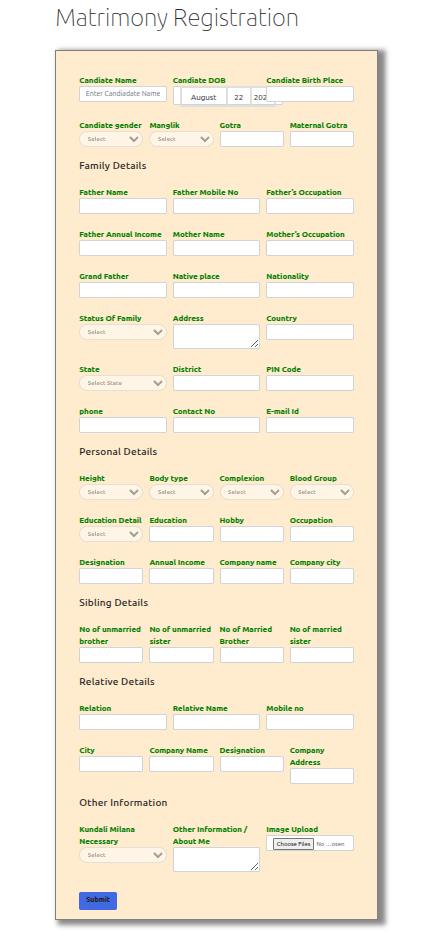 Matrimony Registration
Candiate Name Candiate DOB Candiate Birth Place
Enter Candiadate Name August 22 202
Candiate gender Manglik Gotra Maternal Gotra
Select Select
Family Details
Father Name Father Mobile No Father's Occupation
Father Annual Income Mother Name Mother's Occupation
Grand Father Native place Nationality
Status Of Family Address Country
Select
State District PIN Code
Select State
phone Contact No E-mail Id
Personal Details
Height Body type Complexion Blood Group
Select Select Select Select
Education Detail Education Hobby Occupation
Select
Designation Annual Income Company name Company city
Sibling Details
No of unmarried No of unmarried No of Married No of married
brother sister Brother sister
Relative Details
Relation Relative Name Mobile no
City Company Name Designation Company
Address
Other Information
Kundali Milana Other Information / Image Upload
Necessary About Me
Select Choose Files No ...osen
Submit